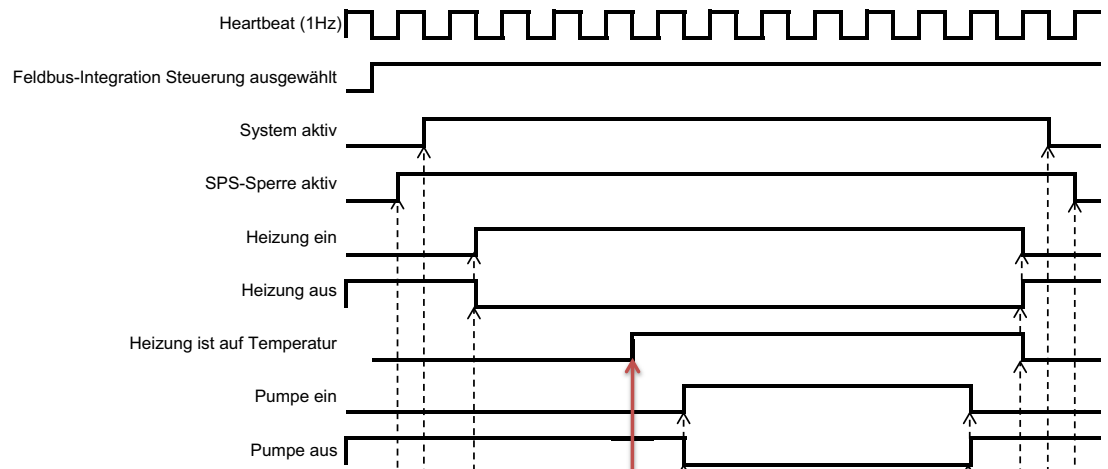 Heartbeat (1Hz)
Feldbus-Integration Steuerung ausgewählt
System aktiv
SPS-Sperre aktiv
Heizung ein
Heizung aus
Heizung ist auf Temperatur
Pumpe ein
Pumpe aus